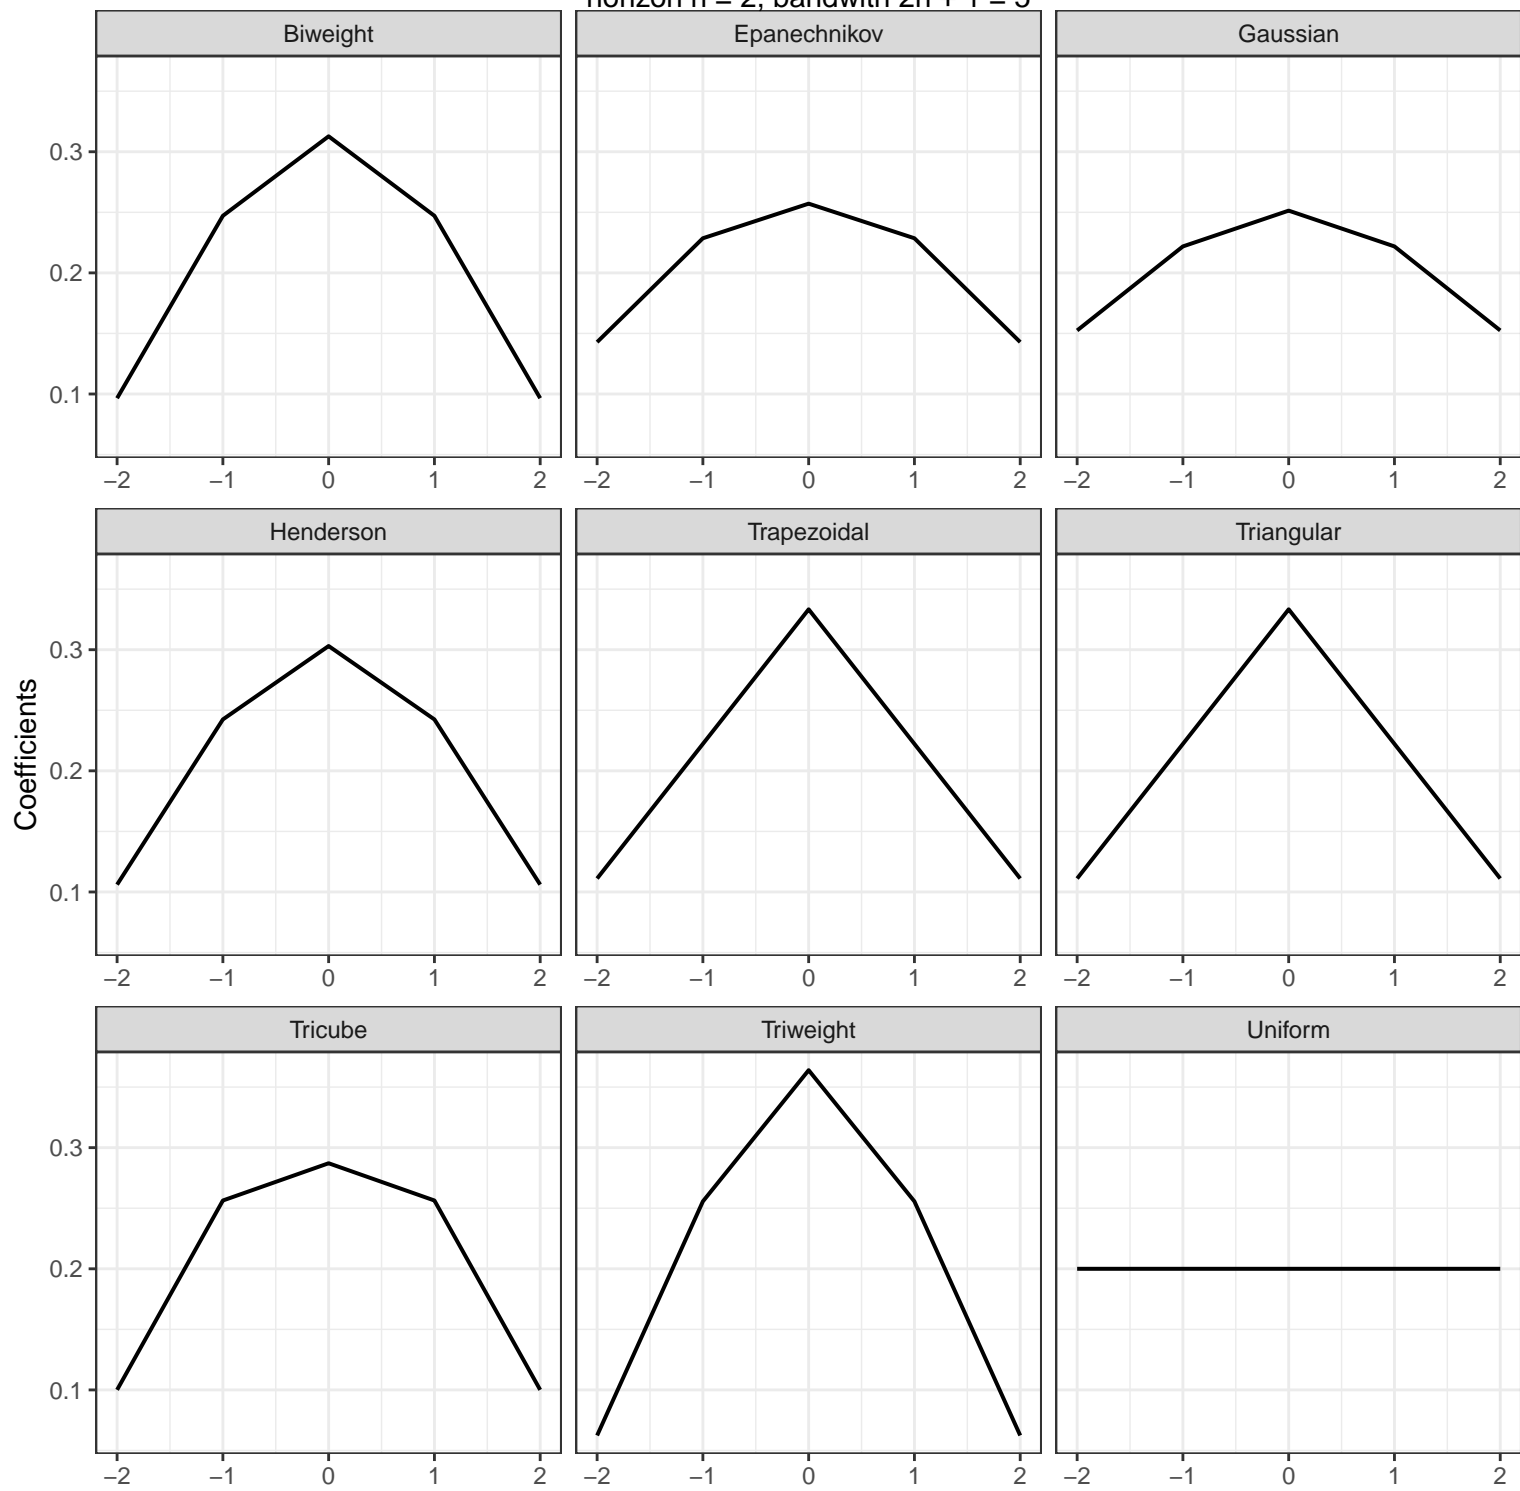 Biweight Epanechnikov Gaussian
0.3
0.2
0.1
−2 −1 0 1 2 −2 −1 0 1 2 −2 −1 0 1 2
Henderson Trapezoidal Triangular
Coefficients
0.3
0.2
0.1
−2 −1 0 1 2 −2 −1 0 1 2 −2 −1 0 1 2
Tricube Triweight Uniform
0.3
0.2
0.1
−2 −1 0 1 2 −2 −1 0 1 2 −2 −1 0 1 2